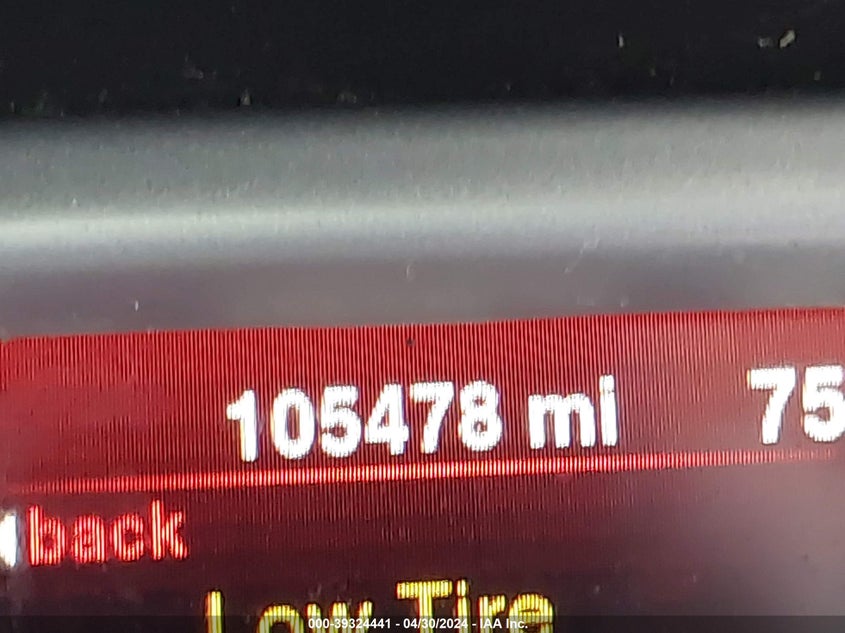 105478 mi 75
back
Low Tire
000-39324441 - 04/30/2024 - IAA Inc.